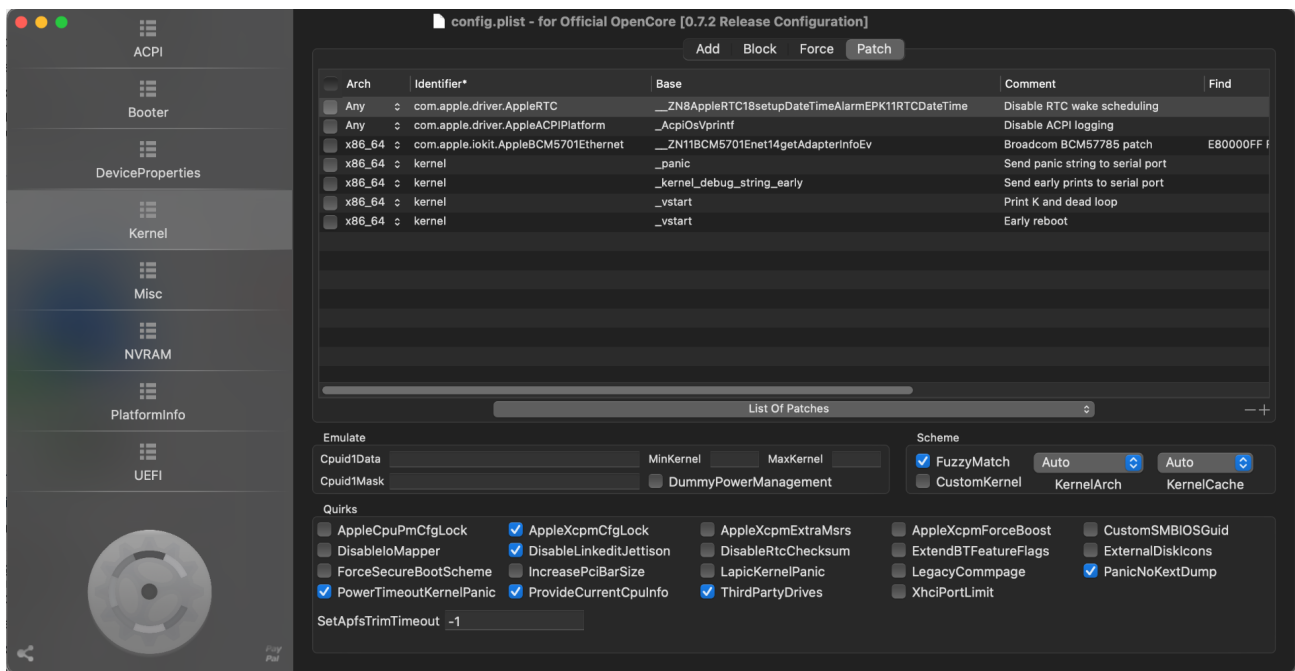 config.plist - for Official OpenCore [0.7.2 Release Configuration]
ACPI
Booter
DeviceProperties
Kernel
Misc
NVRAM
PlatformInfo
UEFI
PayPal
Add Block Force Patch
Arch Identifier* Base Comment Find
Any com.apple.driver.AppleRTC __ZN8AppleRTC18setupDateTimeAlarmEPK11RTCDateTime Disable RTC wake scheduling
Any com.apple.driver.AppleACPIPlatform _AcpiOsVprintf Disable ACPI logging
x86_64 com.apple.iokit.AppleBCM5701Ethernet __ZN11BCM5701Enet14getAdapterInfoEv Broadcom BCM57785 patch E80000FF
x86_64 kernel _panic Send panic string to serial port
x86_64 kernel _kernel_debug_string_early Send early prints to serial port
x86_64 kernel _vstart Print K and dead loop
x86_64 kernel _vstart Early reboot
List Of Patches
Emulate
Cpuid1Data MinKernel MaxKernel
Cpuid1Mask DummyPowerManagement
Scheme
FuzzyMatch Auto Auto
CustomKernel KernelArch KernelCache
Quirks
AppleCpuPmCfgLock AppleXcpmCfgLock AppleXcpmExtraMsrs AppleXcpmForceBoost CustomSMBIOSGuid
DisableIoMapper DisableLinkeditJettison DisableRtcChecksum ExtendBTFeatureFlags ExternalDiskIcons
ForceSecureBootScheme IncreasePciBarSize LapicKernelPanic LegacyCommpage PanicNoKextDump
PowerTimeoutKernelPanic ProvideCurrentCpuInfo ThirdPartyDrives XhciPortLimit
SetApfsTrimTimeout -1